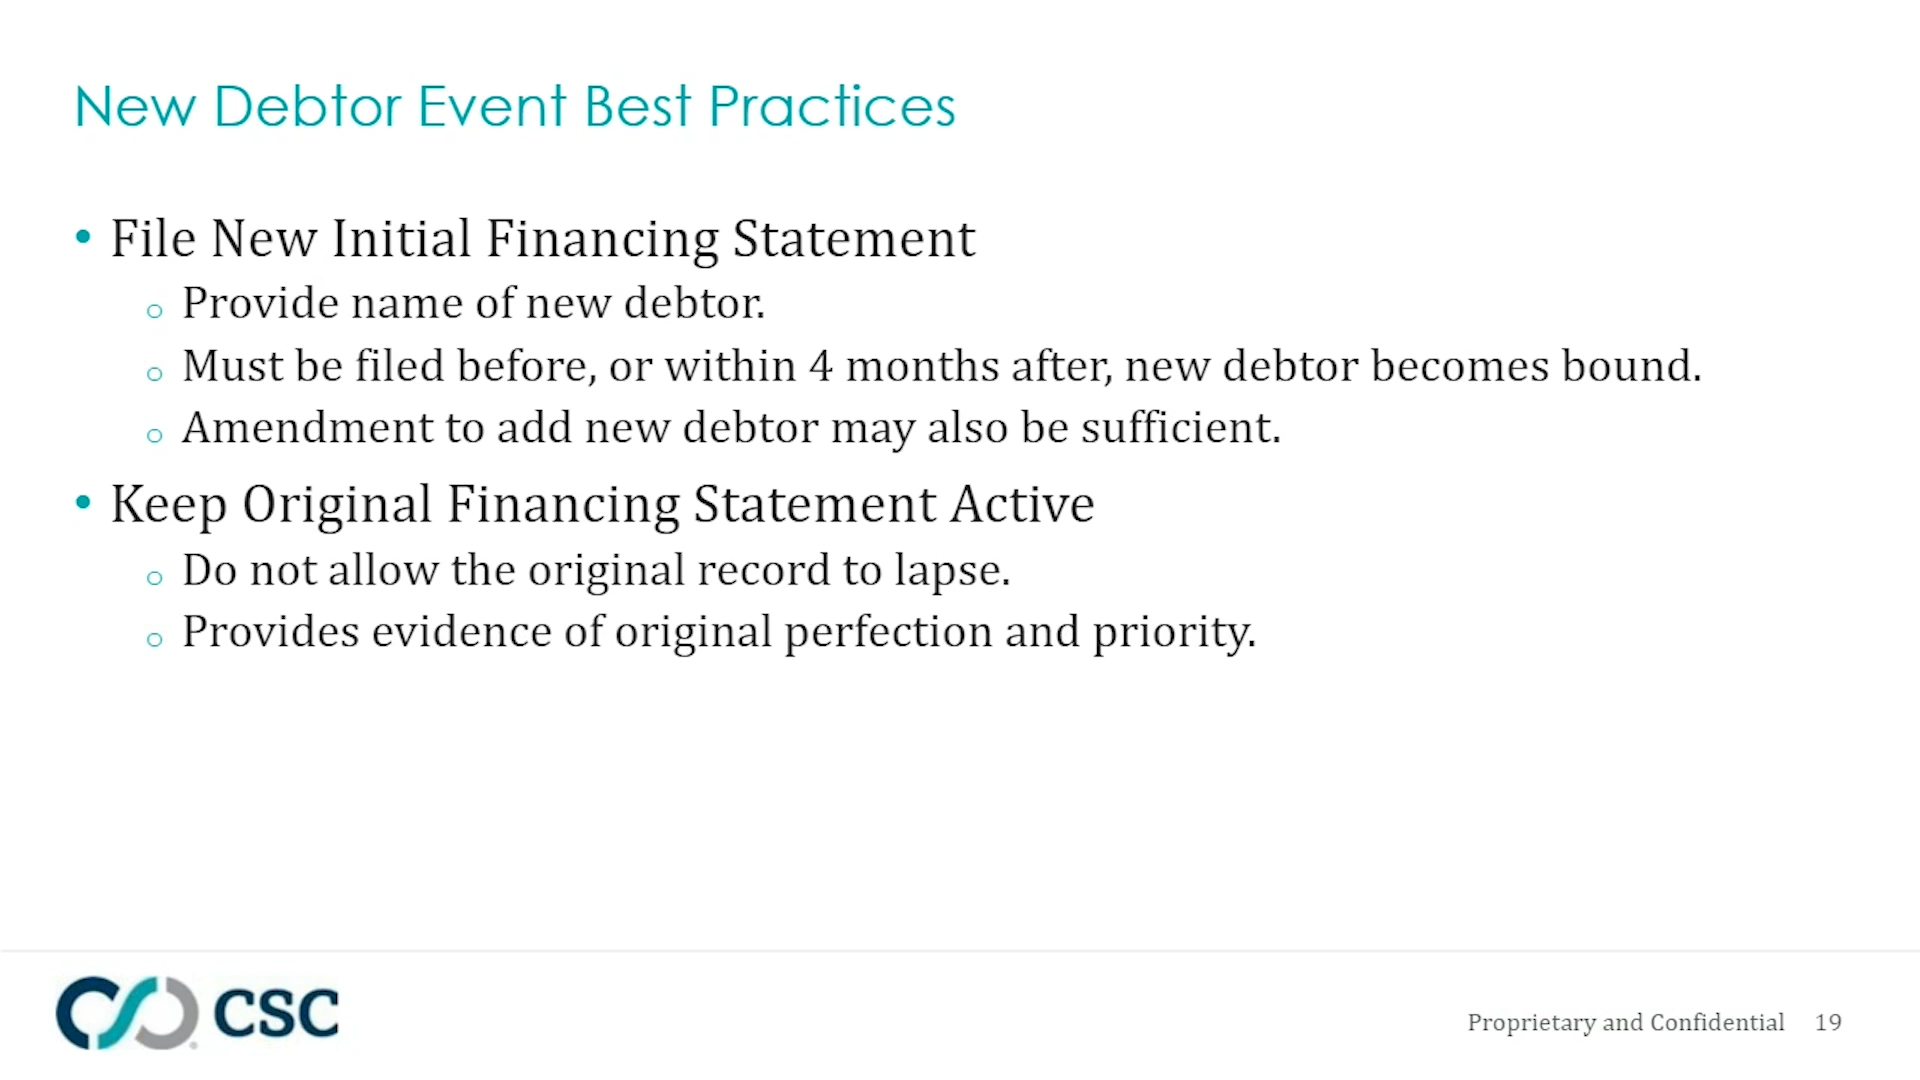 New Debtor Event Best Practices
• File New Initial Financing Statement
o Provide name of new debtor.
o Must be filed before, or within 4 months after, new debtor becomes bound.
o Amendment to add new debtor may also be sufficient.
• Keep Original Financing Statement Active
o Do not allow the original record to lapse.
o Provides evidence of original perfection and priority.
CSC
Proprietary and Confidential 19